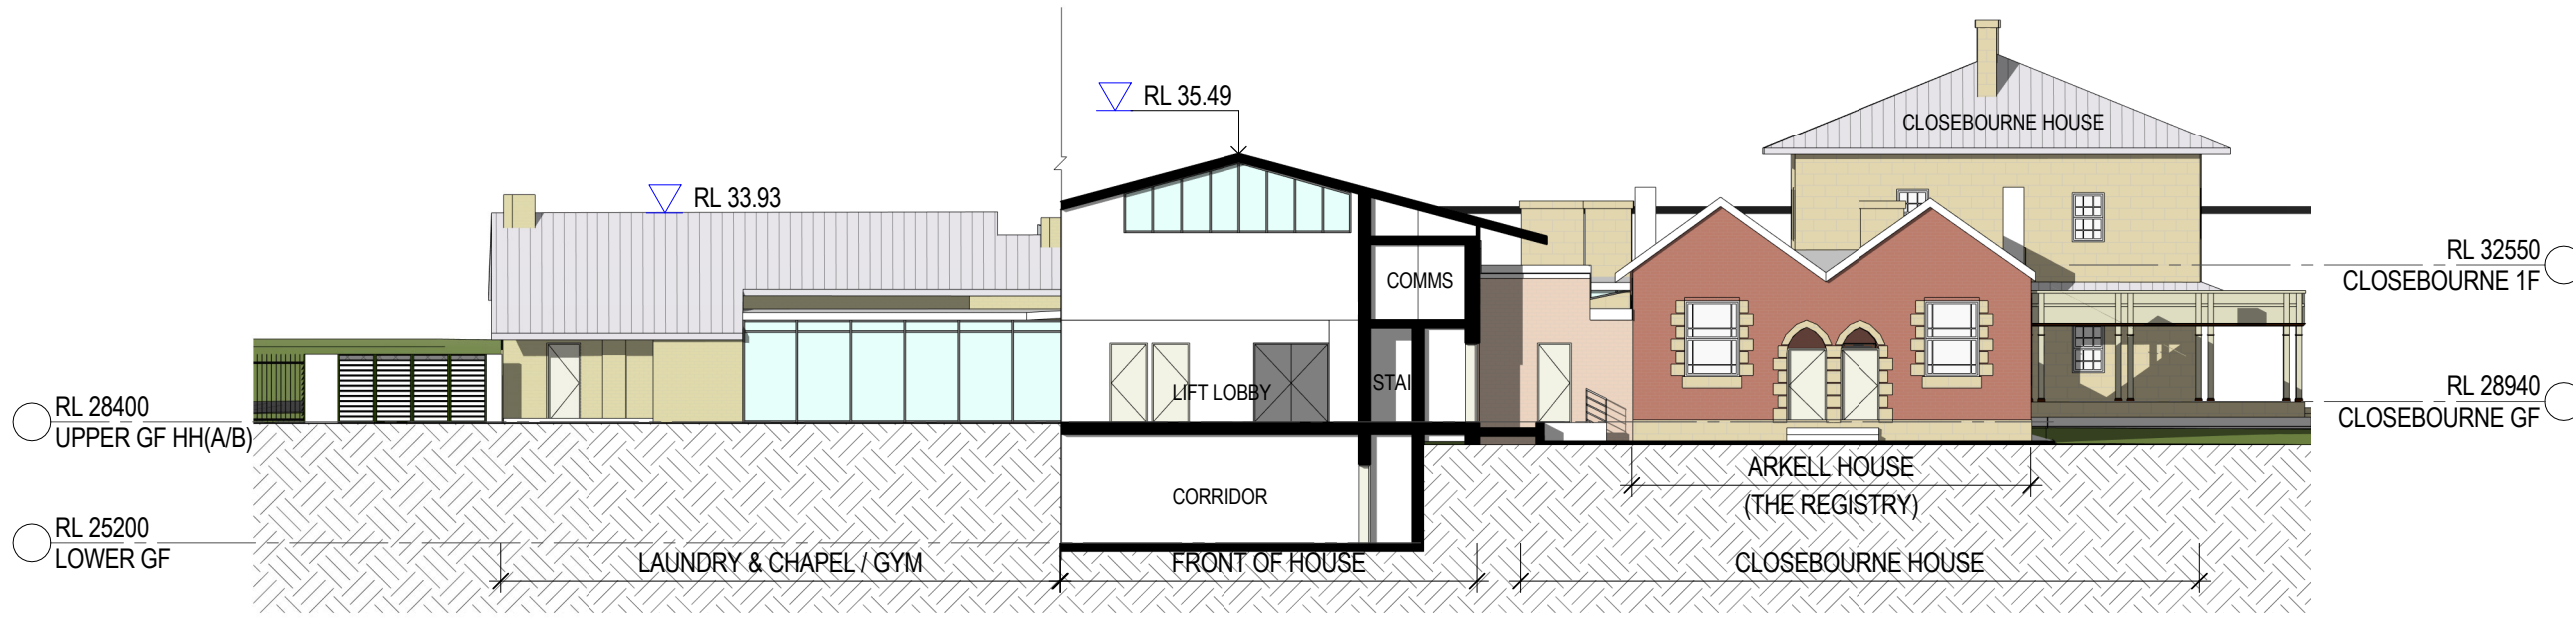 RL 35.49
CLOSEBOURNE HOUSE
RL 33.93
RL 32550
CLOSEBOURNE 1F
COMMS
LIFT LOBBY
STAI
RL 28940
CLOSEBOURNE GF
RL 28400
UPPER GF HH(A/B)
ARKELL HOUSE
(THE REGISTRY)
CORRIDOR
RL 25200
LOWER GF
LAUNDRY & CHAPEL / GYM
FRONT OF HOUSE
CLOSEBOURNE HOUSE